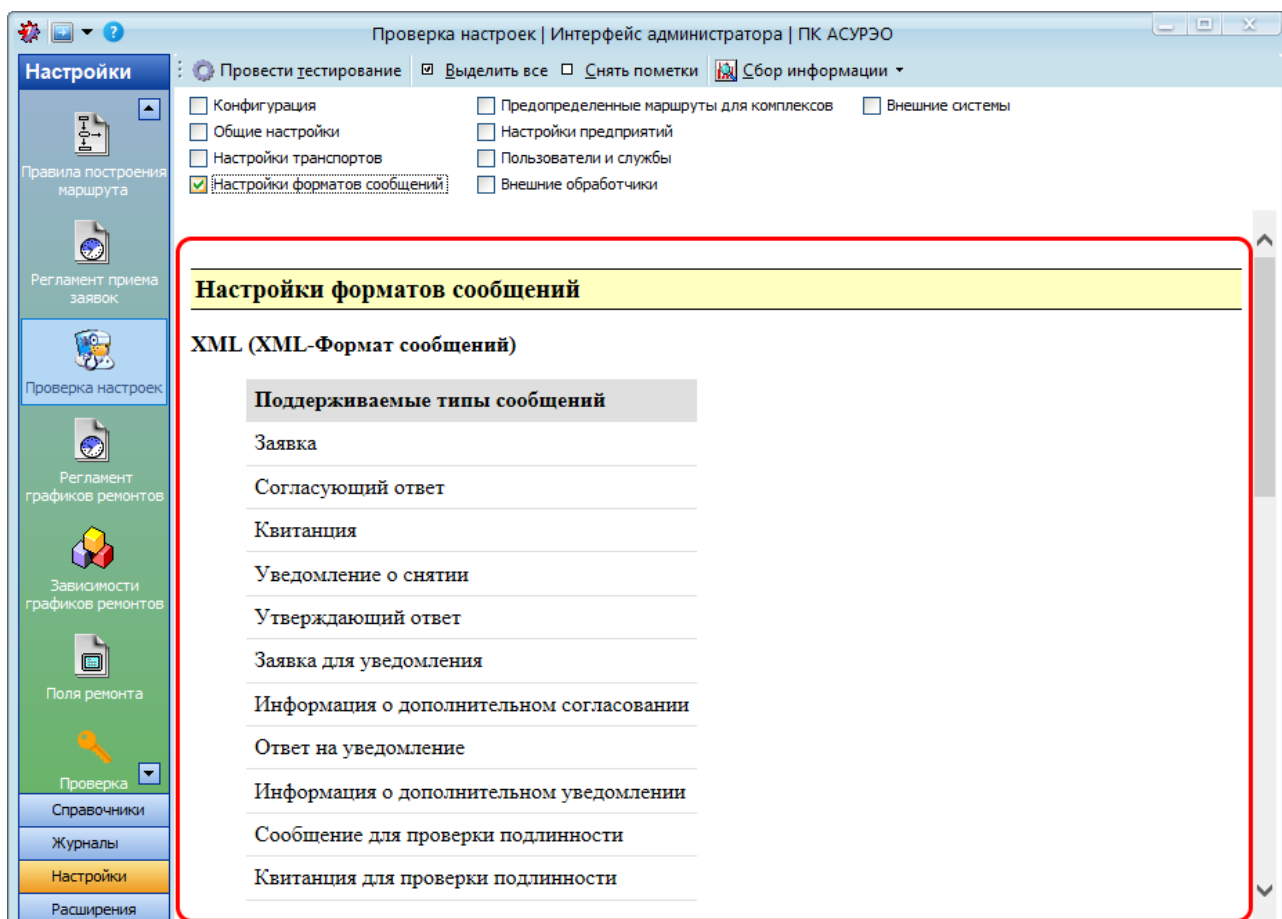 Проверка настроек | Интерфейс администратора | ПК АСУРЭО
Настройки
Провести тестирование Выделить все Снять пометки Сбор информации
Конфигурация Предопределенные маршруты для комплексов Внешние системы
Общие настройки Настройки предприятий
Настройки транспортов Пользователи и службы
Настройки форматов сообщений Внешние обработчики
Правила построения
маршрута
Регламент приема
заявок
Проверка настроек
Регламент
графиков ремонтов
Зависимости
графиков ремонтов
Поля ремонта
Проверка
Справочники
Журналы
Настройки
Расширения
Настройки форматов сообщений
XML (XML-Формат сообщений)
Поддерживаемые типы сообщений
Заявка
Согласующий ответ
Квитанция
Уведомление о снятии
Утверждающий ответ
Заявка для уведомления
Информация о дополнительном согласовании
Ответ на уведомление
Информация о дополнительном уведомлении
Сообщение для проверки подлинности
Квитанция для проверки подлинности